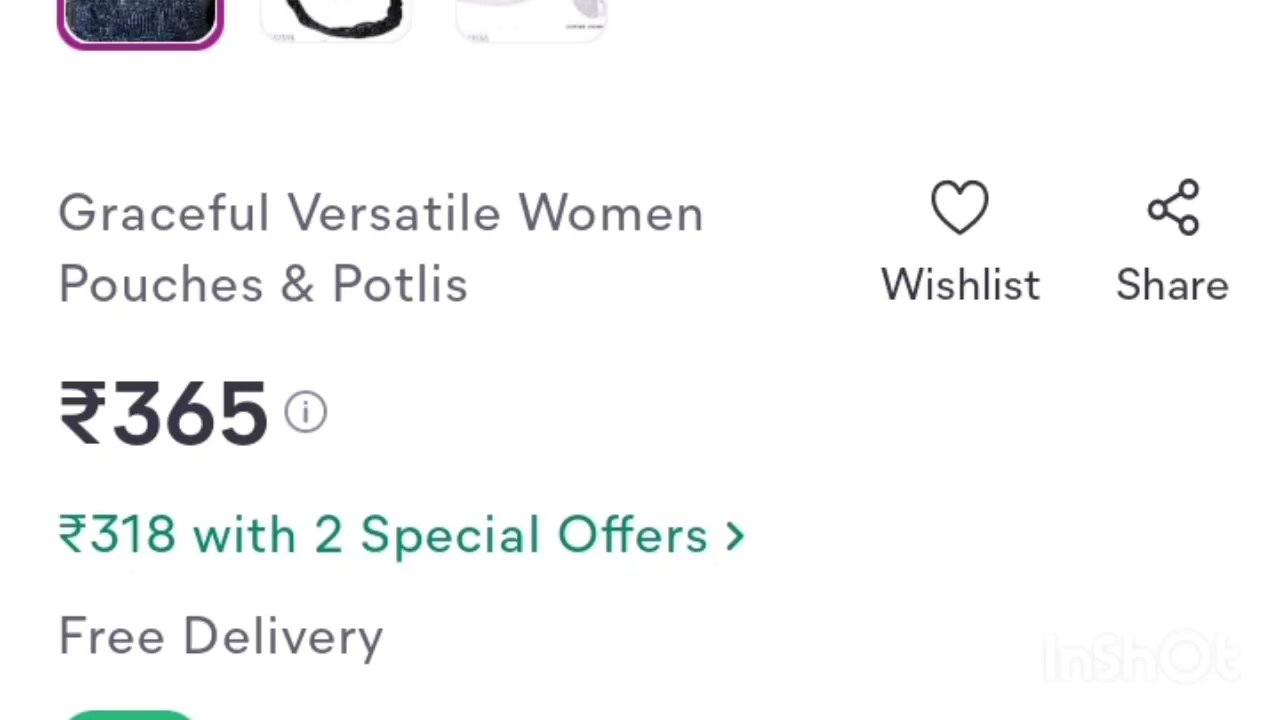 Graceful Versatile Women
Pouches & Potlis
Wishlist
Share
₹365
₹318 with 2 Special Offers >
Free Delivery
InShOt